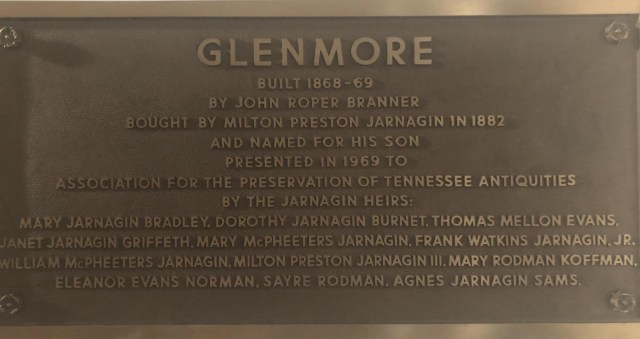 GLENMORE
BUILT 1868-69
BY JOHN ROPER BRANNER
BOUGHT BY MILTON PRESTON JARNAGIN IN 1882
AND NAMED FOR HIS SON
PRESENTED IN 1969 TO
ASSOCIATION FOR THE PRESERVATION OF TENNESSEE ANTIQUITIES
BY THE JARNAGIN HEIRS:
MARY JARNAGIN BRADLEY, DOROTHY JARNAGIN BURNET, THOMAS MELLON EVANS,
JANET JARNAGIN GRIFFETH, MARY McPHEETERS JARNAGIN, FRANK WATKINS JARNAGIN, JR.
WILLIAM McPHEETERS JARNAGIN, MILTON PRESTON JARNAGIN III, MARY RODMAN KOFFMAN,
ELEANOR EVANS NORMAN, SAYRE RODMAN, AGNES JARNAGIN SAMS.